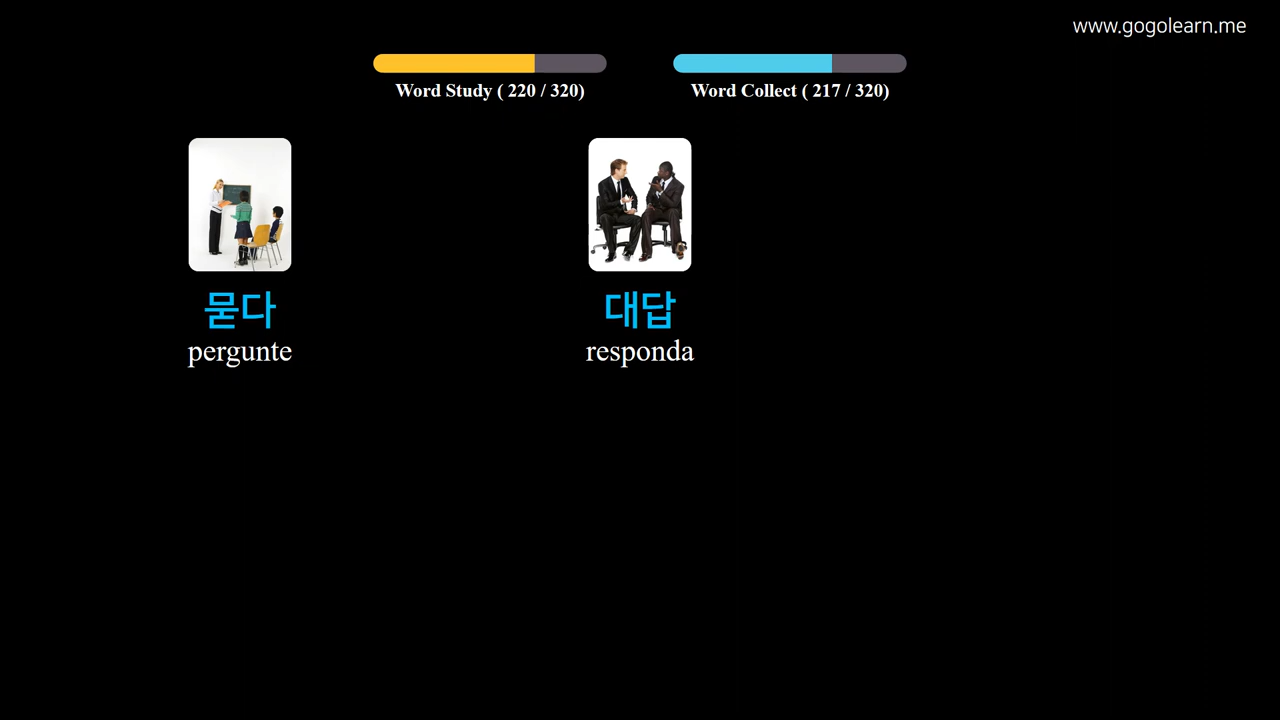 www.gogolearn.me
Word Study ( 220 / 320)
Word Collect ( 217 / 320)
묻다
pergunte
대답
responda